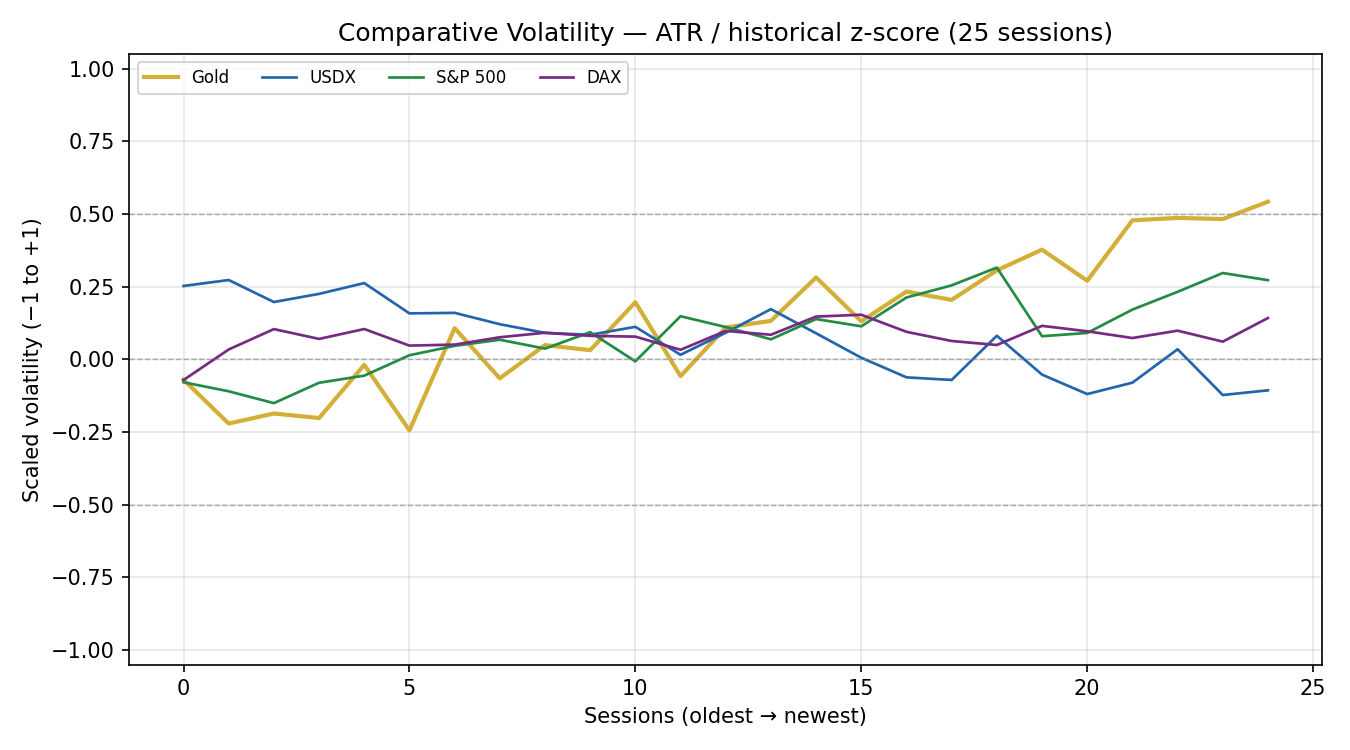 Comparative Volatility — ATR / historical z-score (25 sessions)
Gold USDX S&P 500 DAX
1.00
0.75
0.50
0.25
0.00
−0.25
−0.50
−0.75
−1.00
Scaled volatility (−1 to +1)
0 5 10 15 20 25
Sessions (oldest → newest)